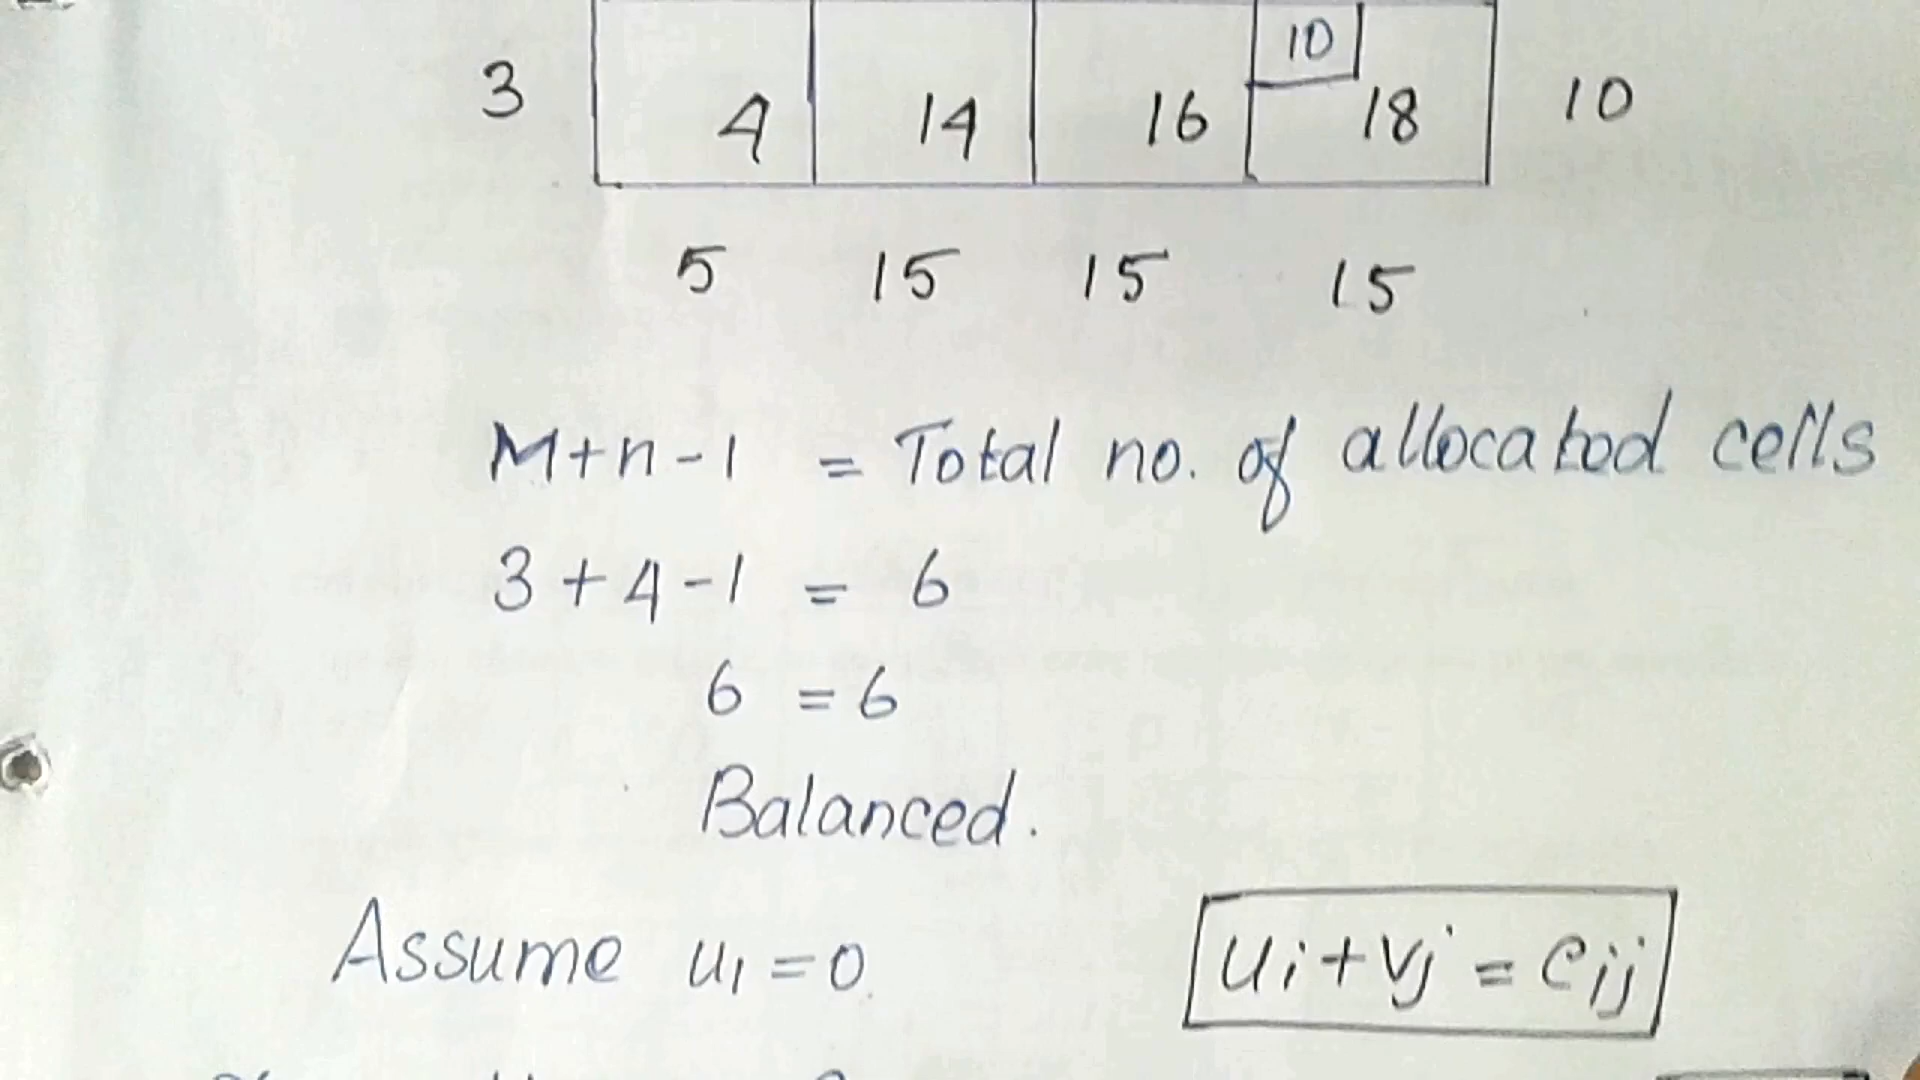 10
3 4 14 16 18 10
5 15 15 15
M+n-1 = Total no. of allocated cells
3+4-1 = 6
6 = 6
Balanced.
Assume u1=0 ui+vj=cij